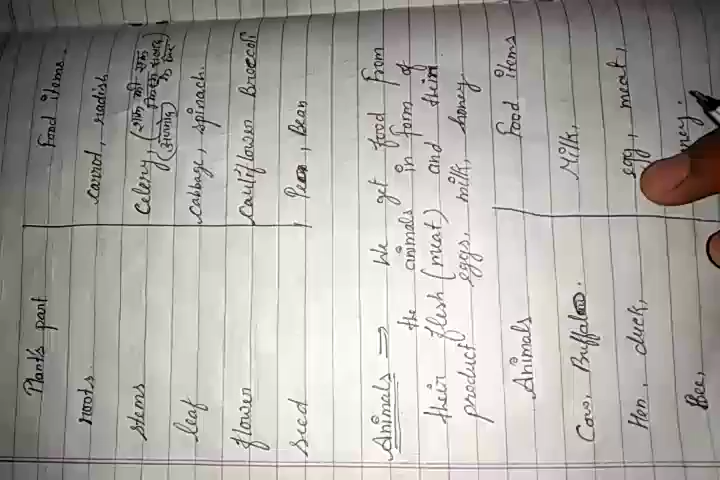 Plant's part Food items.
roots. carrot, radish
stems Celery
leaf cabbage, spinach.
flower cauliflower Broccoli
seed Pea, Bean
Animals ⇒ We get food from
the animals in form of
their flesh (meat) and their
product eggs, milk, honey
Animals Food items
Cow, Buffalo. Milk,
Hen, duck, egg, meat,
Bee,